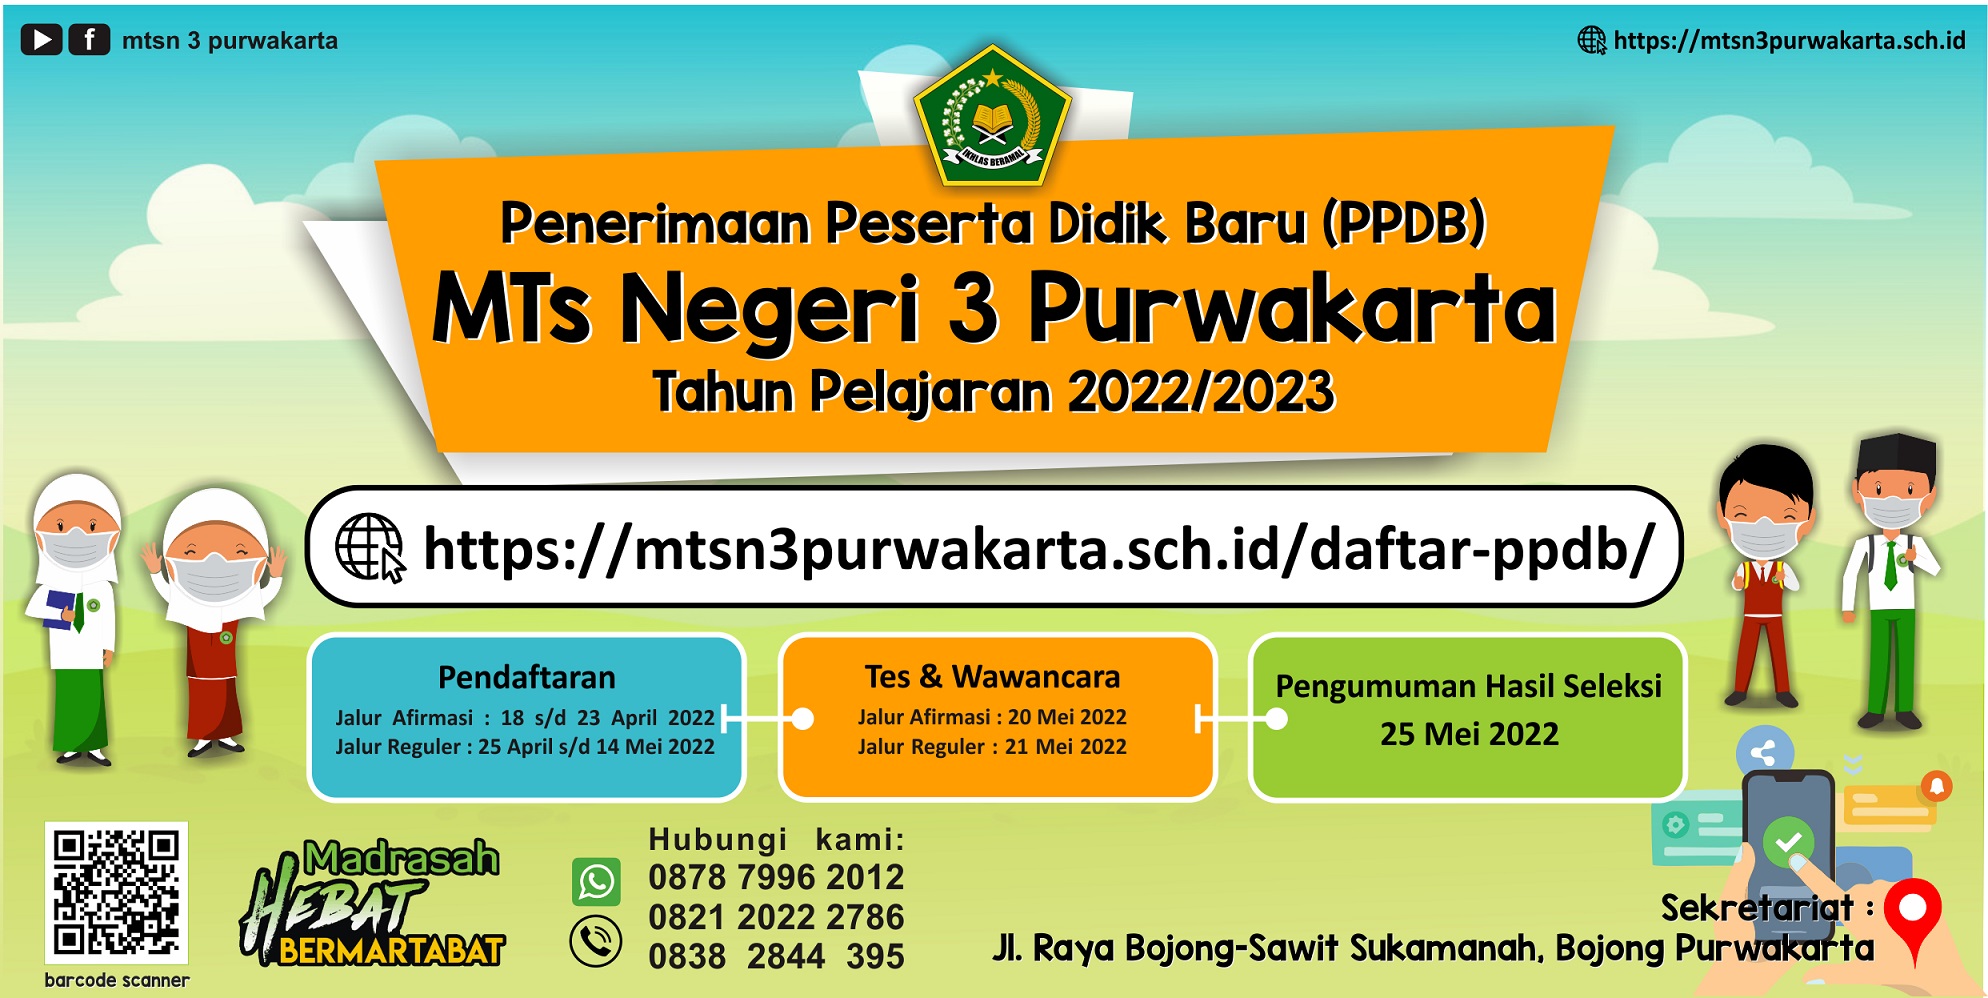 mtsn 3 purwakarta
https://mtsn3purwakarta.sch.id
IKHLAS BERAMAL
Penerimaan Peserta Didik Baru (PPDB)
MTs Negeri 3 Purwakarta
Tahun Pelajaran 2022/2023
https://mtsn3purwakarta.sch.id/daftar-ppdb/
Pendaftaran
Jalur Afirmasi : 18 s/d 23 April 2022
Jalur Reguler : 25 April s/d 14 Mei 2022
Tes & Wawancara
Jalur Afirmasi : 20 Mei 2022
Jalur Reguler : 21 Mei 2022
Pengumuman Hasil Seleksi
25 Mei 2022
barcode scanner
Madrasah
HEBAT
BERMARTABAT
Hubungi kami:
0878 7996 2012
0821 2022 2786
0838 2844 395
Sekretariat :
Jl. Raya Bojong-Sawit Sukamanah, Bojong Purwakarta